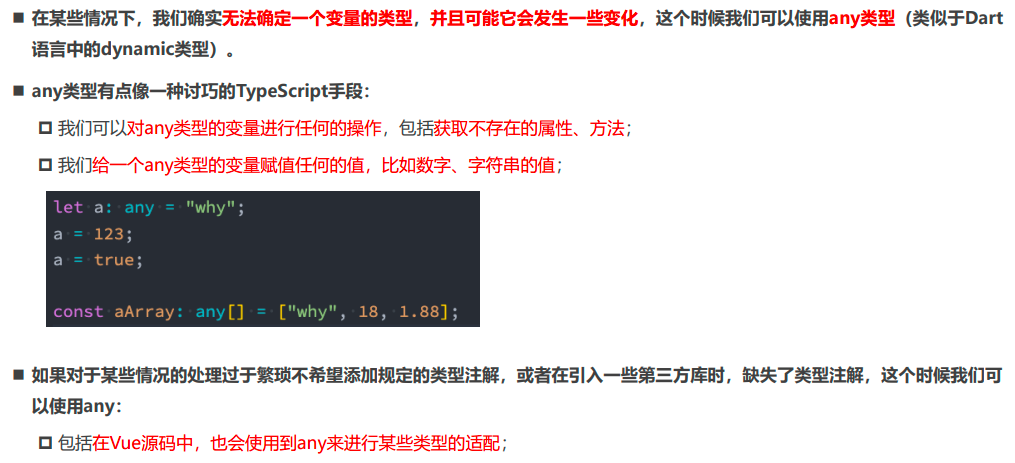 ■ 在某些情况下，我们确实无法确定一个变量的类型，并且可能它会发生一些变化，这个时候我们可以使用any类型（类似于Dart
语言中的dynamic类型）。
■ any类型有点像一种讨巧的TypeScript手段：
我们可以对any类型的变量进行任何的操作，包括获取不存在的属性、方法；
我们给一个any类型的变量赋值任何的值，比如数字、字符串的值；
let a: any = "why";
a = 123;
a = true;
const aArray: any[] = ["why", 18, 1.88];
■ 如果对于某些情况的处理过于繁琐不希望添加规定的类型注解，或者在引入一些第三方库时，缺失了类型注解，这个时候我们可
以使用any：
包括在Vue源码中，也会使用到any来进行某些类型的适配；